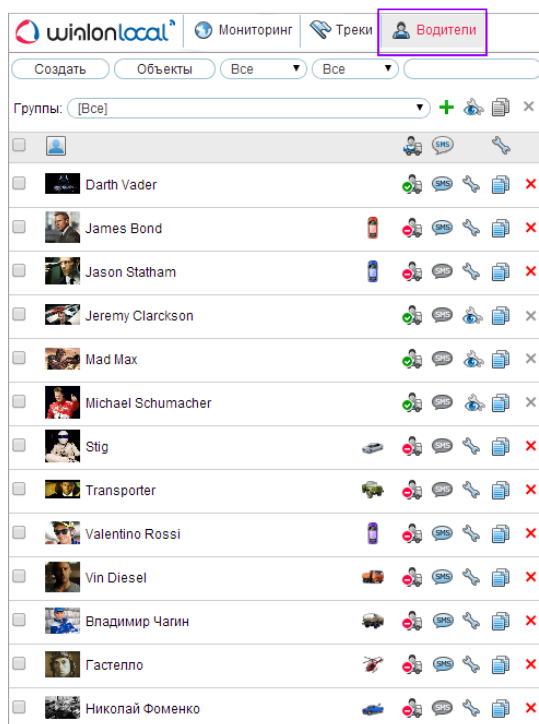 wialonlocal Мониторинг Треки Водители
Создать Объекты Все Все
Группы: [Все]
SMS
Darth Vader SMS
James Bond SMS
Jason Statham SMS
Jeremy Clarckson SMS
Mad Max SMS
Michael Schumacher SMS
Stig SMS
Transporter SMS
Valentino Rossi SMS
Vin Diesel SMS
Владимир Чагин SMS
Гастелло SMS
Николай Фоменко SMS